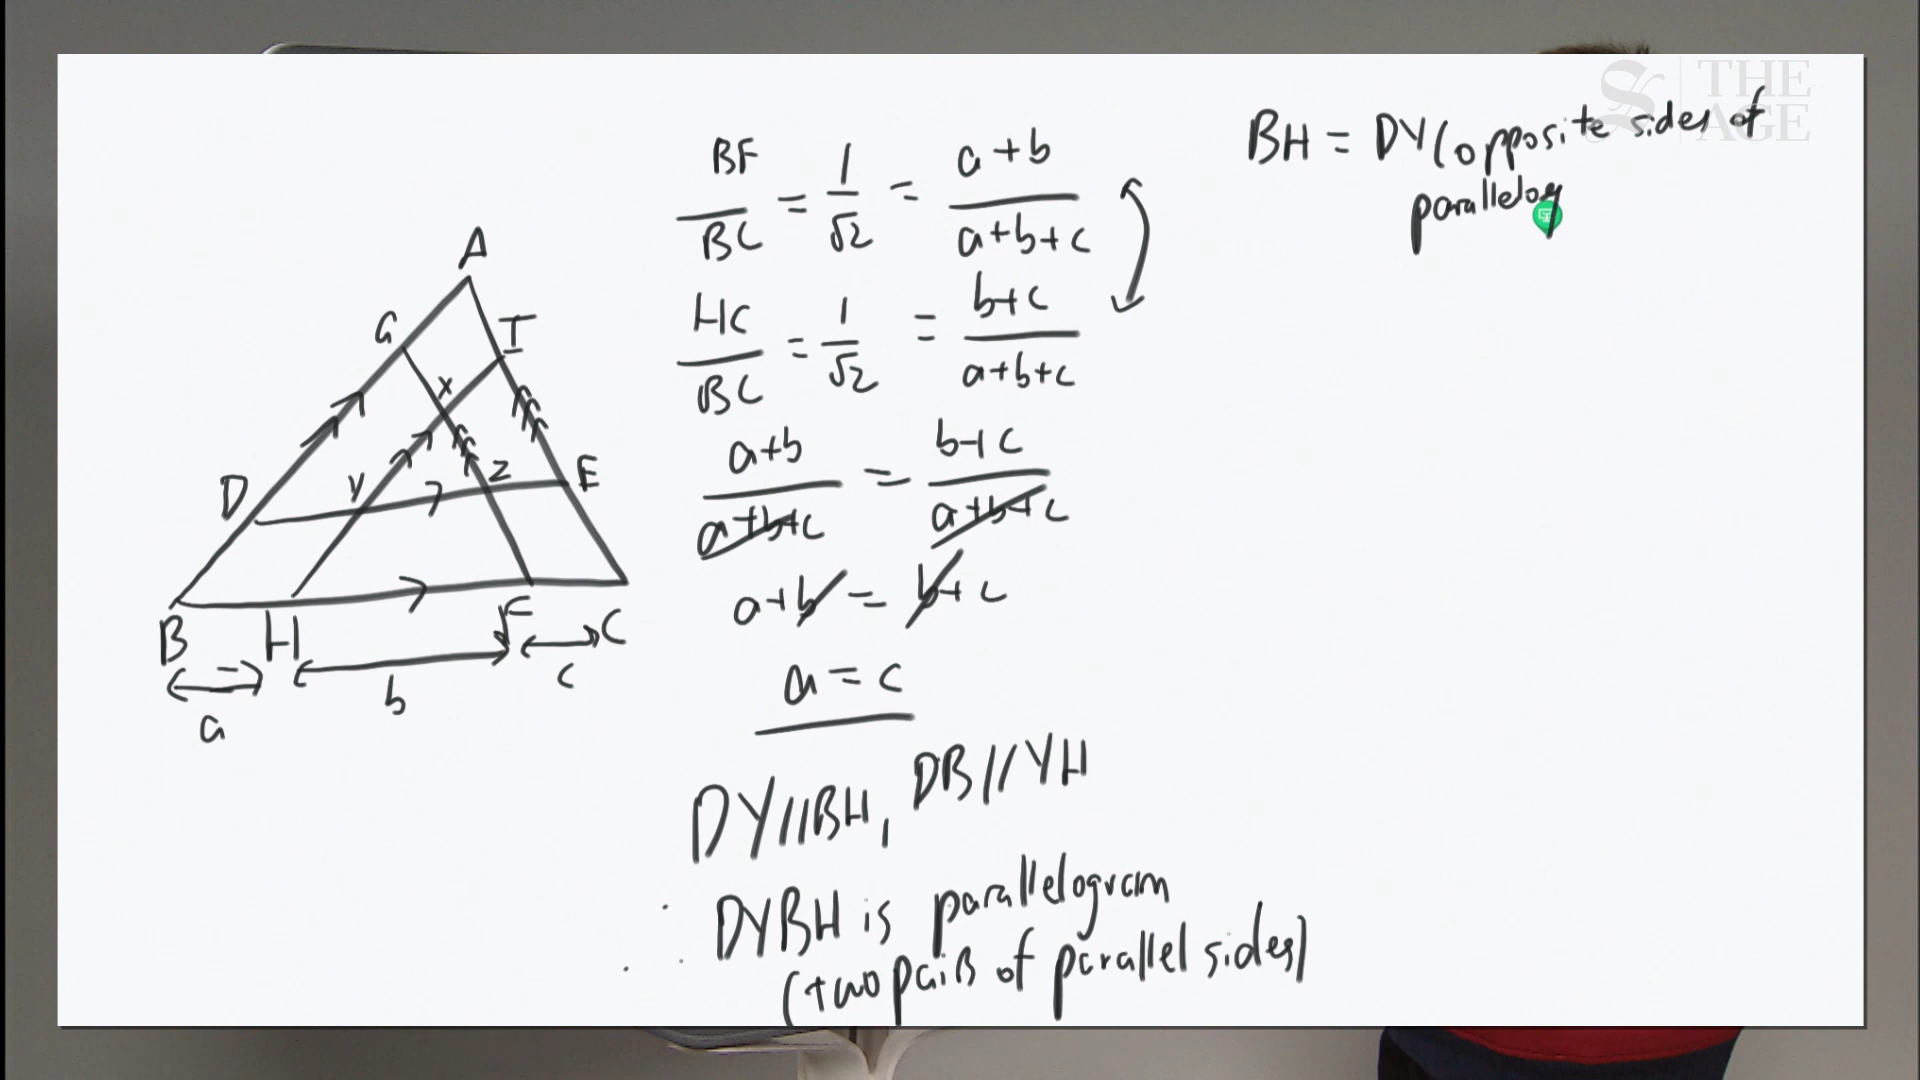 A
G
I
X
D
Y
Z
E
B
H
F
C
a
b
c
BF/BC = 1/√2 = a+b/a+b+c
HC/BC = 1/√2 = b+c/a+b+c
a+b/a+b+c = b+c/a+b+c
a+b = b+c
a = c
DY//BH, DB//YH
∴ DYBH is parallelogram
(two pairs of parallel sides)
BH = DY (opposite sides of
parallelog
THE
AGE